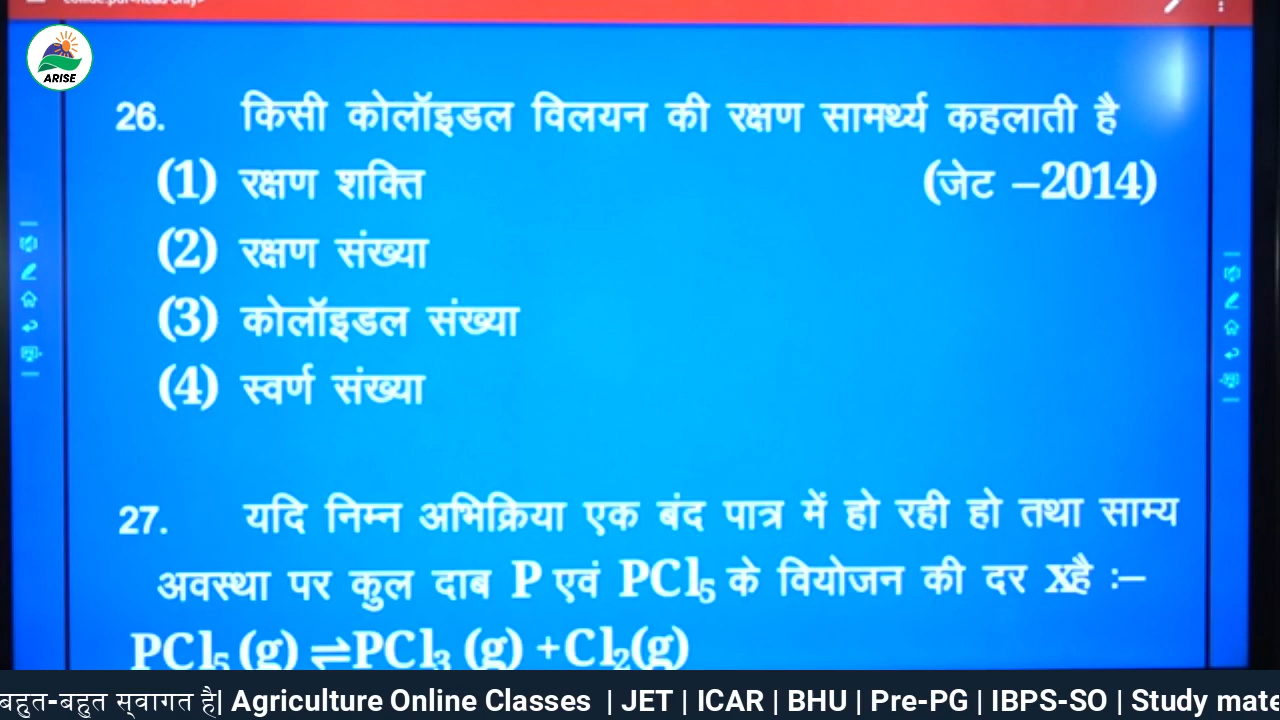 ARISE
26. किसी कोलॉइडल विलयन की रक्षण सामर्थ्य कहलाती है
(1) रक्षण शक्ति (जेट –2014)
(2) रक्षण संख्या
(3) कोलॉइडल संख्या
(4) स्वर्ण संख्या
27. यदि निम्न अभिक्रिया एक बंद पात्र में हो रही हो तथा साम्य
अवस्था पर कुल दाब P एवं PCl₅ के वियोजन की दर xहै :–
PCl₅ (g) ⇌PCl₃ (g) +Cl₂(g)
बहुत-बहुत स्वागत है| Agriculture Online Classes | JET | ICAR | BHU | Pre-PG | IBPS-SO | Study mate